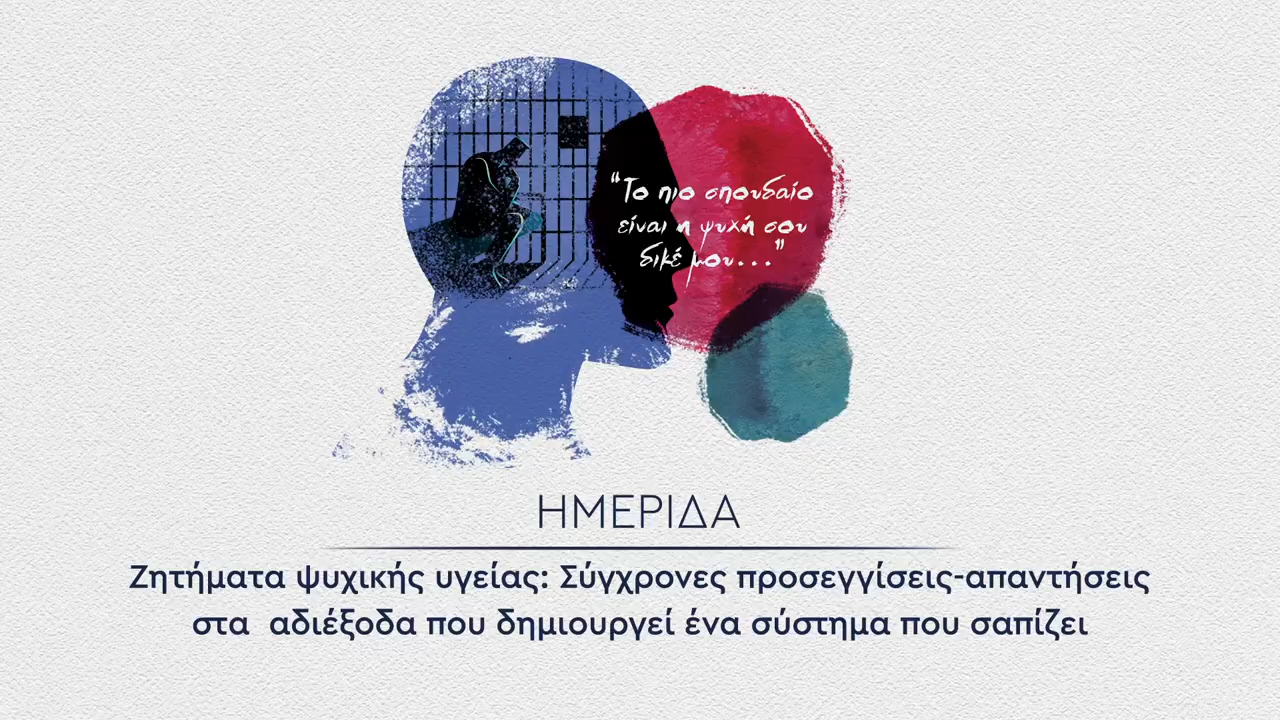 “Το πιο σπουδαίο
είναι η ψυχή σου
δικέ μου...”
ΗΜΕΡΙΔΑ
Ζητήματα ψυχικής υγείας: Σύγχρονες προσεγγίσεις-απαντήσεις
στα αδιέξοδα που δημιουργεί ένα σύστημα που σαπίζει